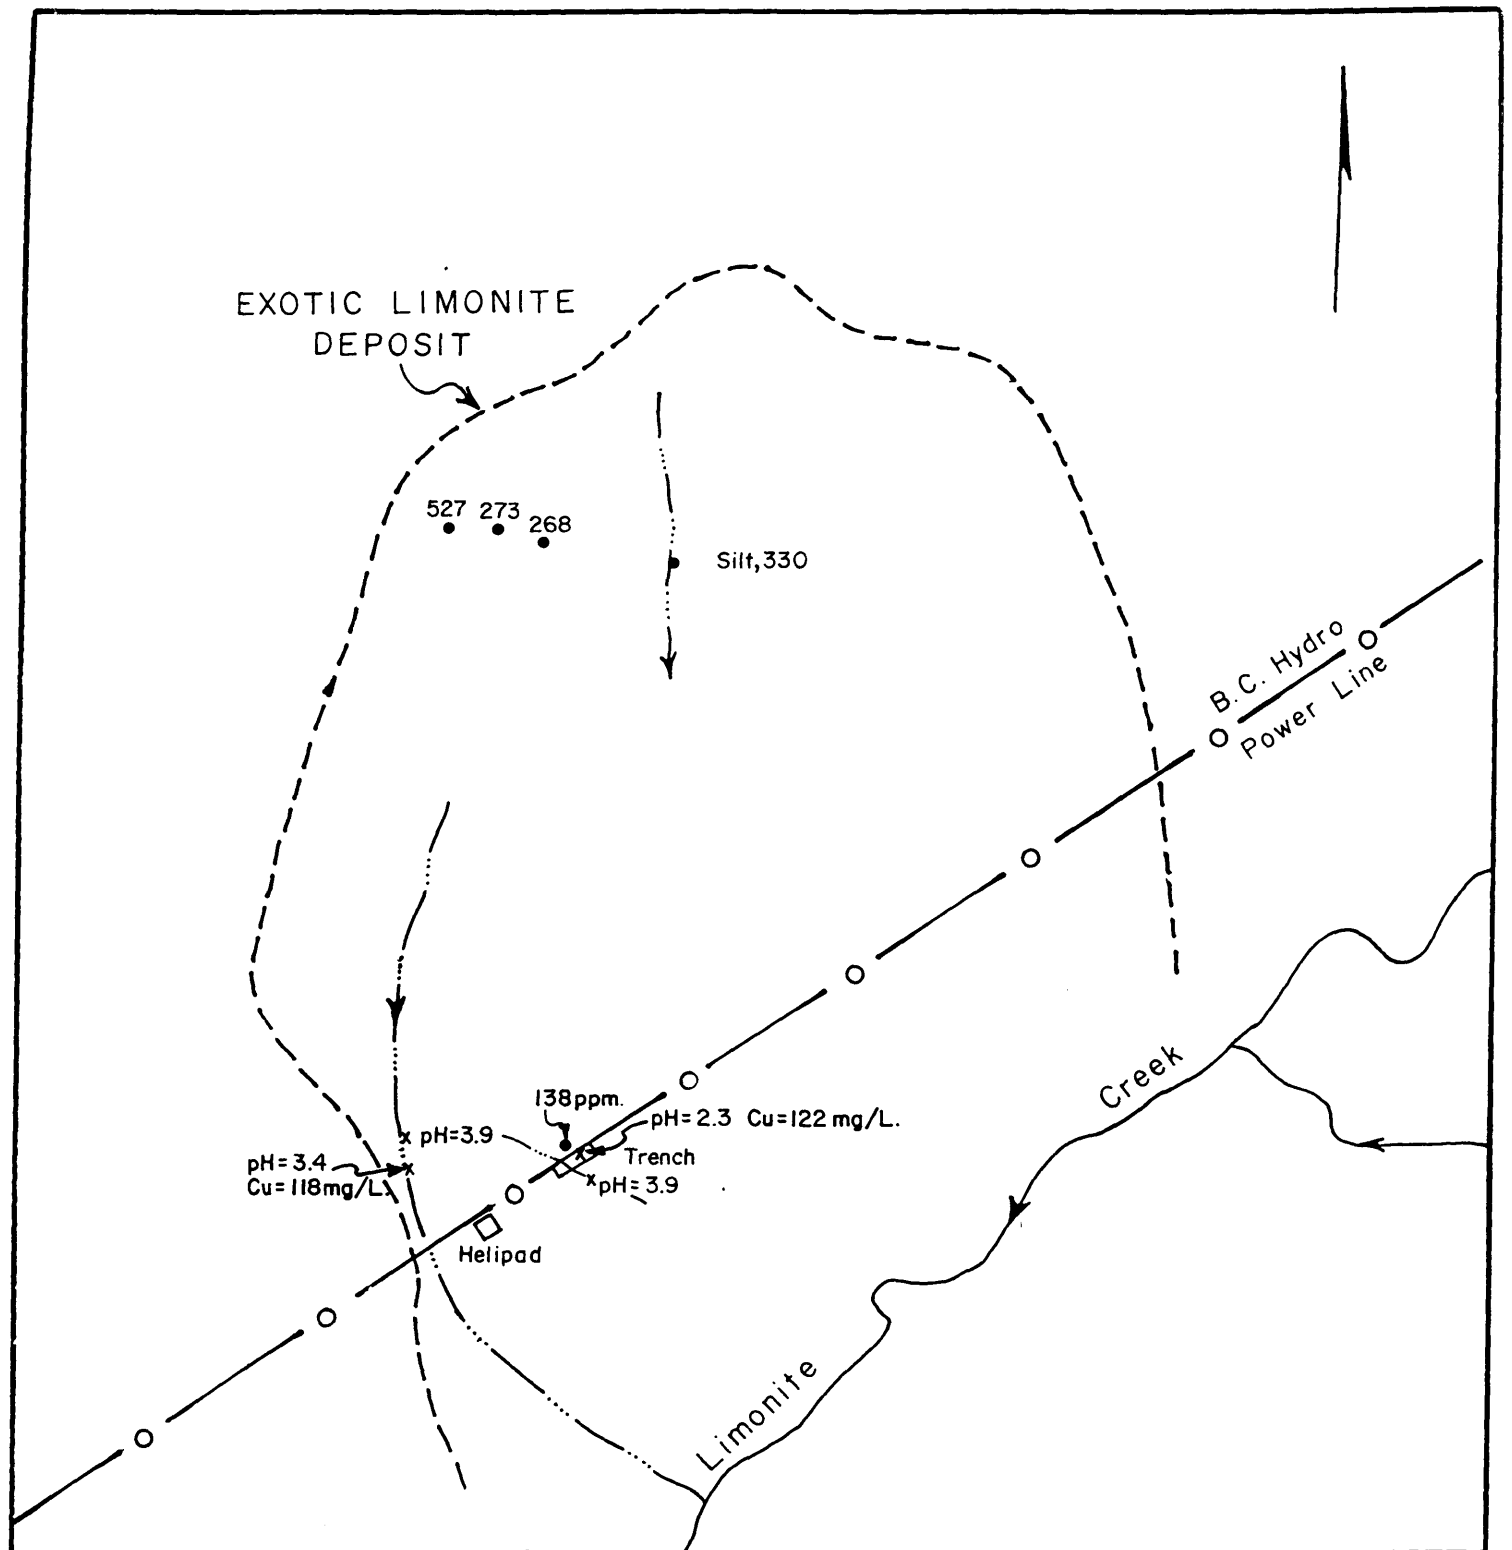 EXOTIC LIMONITE
DEPOSIT
527 273 268
Silt,330
B.C. Hydro
Power Line
Creek
138ppm.
pH=2.3 Cu=122 mg/L.
pH=3.9
Trench
pH=3.4
Cu=118mg/L.
pH=3.9
Helipad
Limonite